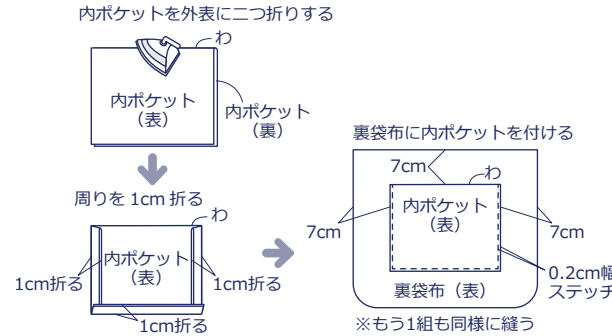 内ポケットを外表に二つ折りする
わ
内ポケット
（表）
内ポケット
（裏）
周りを 1cm 折る
わ
内ポケット
（表）
1cm折る
1cm折る
1cm折る
裏袋布に内ポケットを付ける
7cm
わ
内ポケット
（表）
7cm
7cm
0.2cm幅
ステッチ
裏袋布（表）
※もう1組も同様に縫う